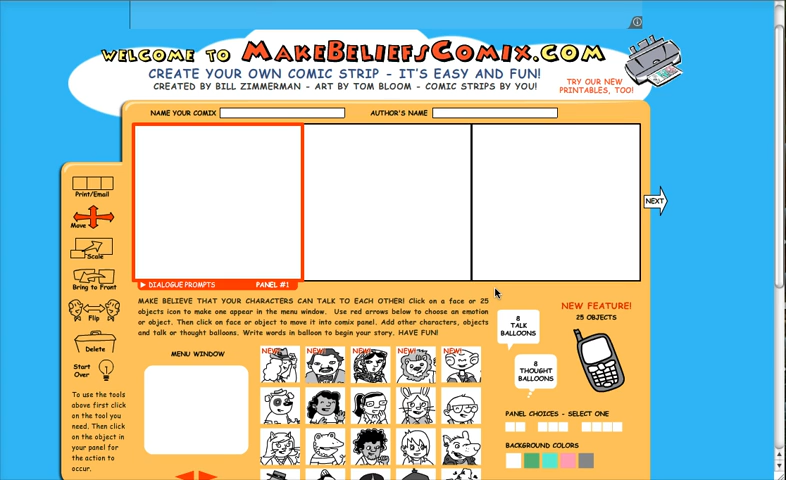 WELCOME TO MAKEBELIEFSCOMIX.COM
CREATE YOUR OWN COMIC STRIP - IT'S EASY AND FUN!
CREATED BY BILL ZIMMERMAN - ART BY TOM BLOOM - COMIC STRIPS BY YOU!
TRY OUR NEW
PRINTABLES, TOO!
NAME YOUR COMIX
AUTHOR'S NAME
Print/Email
Move
Scale
Bring to Front
Flip
Delete
Start
Over
To use the tools
above first click
on the tool you
need. Then click
on the object in
your panel for
the action to
occur.
NEXT
DIALOGUE PROMPTS
PANEL #1
MAKE BELIEVE THAT YOUR CHARACTERS CAN TALK TO EACH OTHER! Click on a face or 25
objects icon to make one appear in the menu window. Use red arrows below to choose an emotion
or object. Then click on face or object to move it into comix panel. Add other characters, objects
and talk or thought balloons. Write words in balloon to begin your story. HAVE FUN!
MENU WINDOW
NEW! NEW! NEW! NEW! NEW!
8
TALK
BALLOONS
8
THOUGHT
BALLOONS
NEW FEATURE!
25 OBJECTS
PANEL CHOICES - SELECT ONE
BACKGROUND COLORS